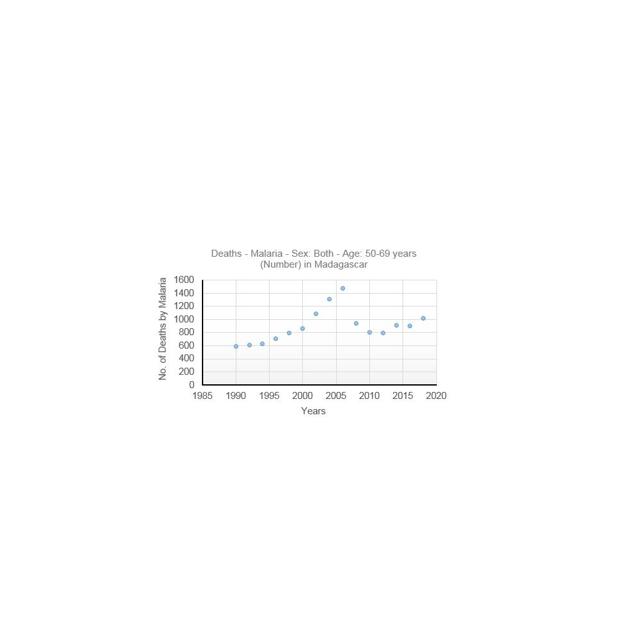 Deaths - Malaria - Sex: Both - Age: 50-69 years
(Number) in Madagascar
No. of Deaths by Malaria
1600
1400
1200
1000
800
600
400
200
0
1985 1990 1995 2000 2005 2010 2015 2020
Years